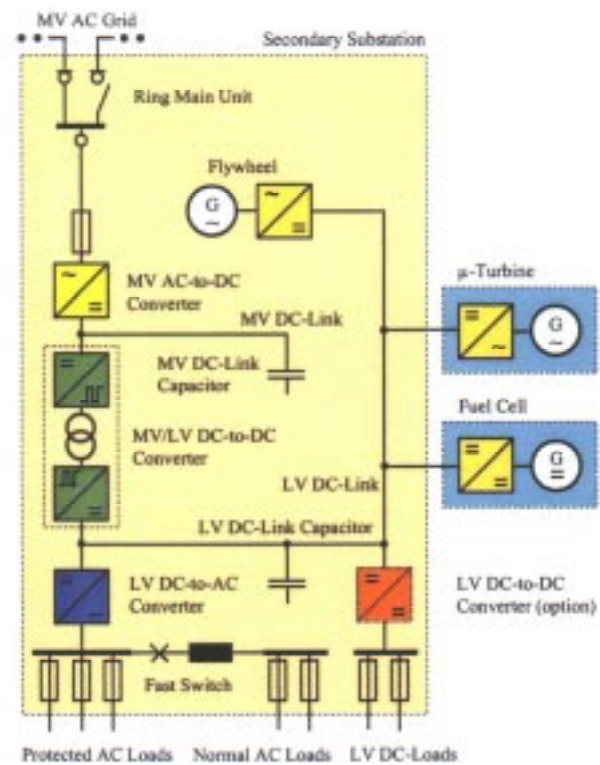 MV AC Grid
Secondary Substation
Ring Main Unit
Flywheel
G
~
~
=
~
=
MV AC-to-DC
Converter
MV DC-Link
μ-Turbine
=
~
G
~
=
MV DC-Link
Capacitor
MV/LV DC-to-DC
Converter
Fuel Cell
=
=
G
=
=
LV DC-Link
LV DC-Link Capacitor
=
LV DC-to-AC
Converter
=
=
LV DC-to-DC
Converter (option)
Fast Switch
Protected AC Loads
Normal AC Loads
LV DC-Loads